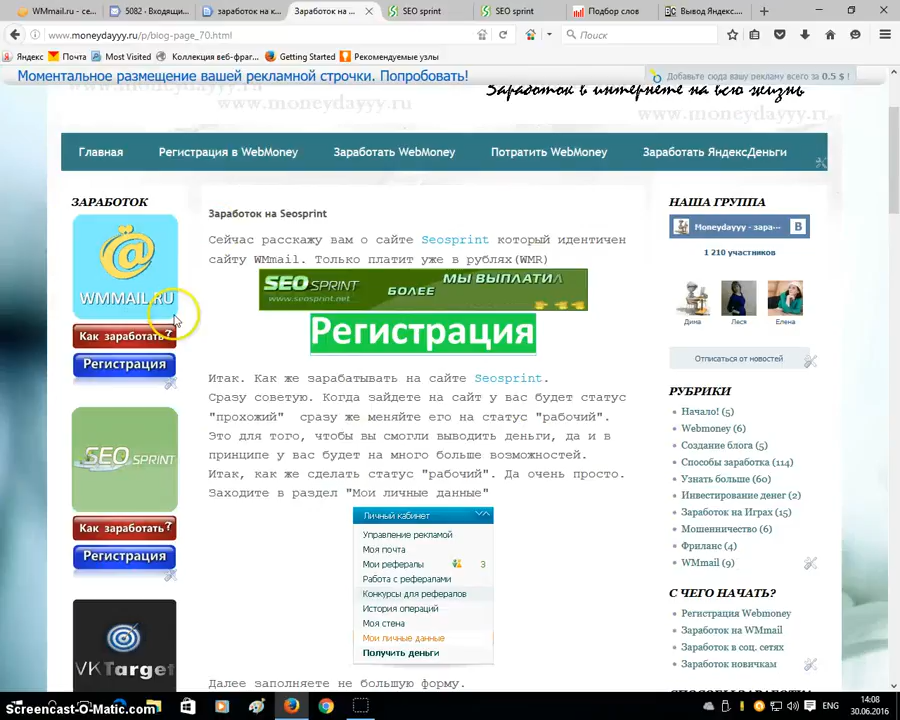 WMmail.ru - с...
5082 - Входящи...
заработок на к...
Заработок на ...
SEO sprint
SEO sprint
Подбор слов
Вывод Яндекс....
www.moneydayyy.ru/p/blog-page_70.html
Поиск
Яндекс
Почта
Most Visited
Коллекция веб-фраг...
Getting Started
Рекомендуемые узлы
Моментальное размещение вашей рекламной строчки. Попробовать!
Добавьте сюда вашу рекламу всего за 0.5 $ !
www.moneydayyy.ru
Заработок в интернете на всю жизнь
www.moneydayyy.ru
Главная
Регистрация в WebMoney
Заработать WebMoney
Потратить WebMoney
Заработать ЯндексДеньги
ЗАРАБОТОК
WMMAIL.RU
Как заработать?
Регистрация
SEO SPRINT
Как заработать?
Регистрация
VKTarget
Заработок на Seosprint
Сейчас расскажу вам о сайте Seosprint который идентичен
сайту WMmail. Только платит уже в рублях(WMR)
SEO SPRINT
www.seosprint.net
МЫ ВЫПЛАТИЛ
БОЛЕЕ
Регистрация
Итак. Как же зарабатывать на сайте Seosprint.
Сразу советую. Когда зайдете на сайт у вас будет статус
"прохожий" сразу же меняйте его на статус "рабочий".
Это для того, чтобы вы смогли выводить деньги, да и в
принципе у вас будет на много больше возможностей.
Итак, как же сделать статус "рабочий". Да очень просто.
Заходите в раздел "Мои личные данные"
Личный кабинет
Управление рекламой
Моя почта
Мои рефералы 3
Работа с рефералами
Конкурсы для рефералов
История операций
Моя стена
Мои личные данные
Получить деньги
Далее заполняете не большую форму.
НАША ГРУППА
Moneydayyy - зара···
B
1 210 участников
Дима
Леся
Елена
Отписаться от новостей
РУБРИКИ
Начало! (5)
Webmoney (6)
Создание блога (5)
Способы заработка (114)
Узнать больше (60)
Инвестирование денег (2)
Заработок на Играх (15)
Мошенничество (6)
Фриланс (4)
WMmail (9)
С ЧЕГО НАЧАТЬ?
Регистрация Webmoney
Заработок на WMmail
Заработок в соц. сетях
Заработок новичкам
Screencast-O-Matic.com
ENG
14:08
30.06.2016